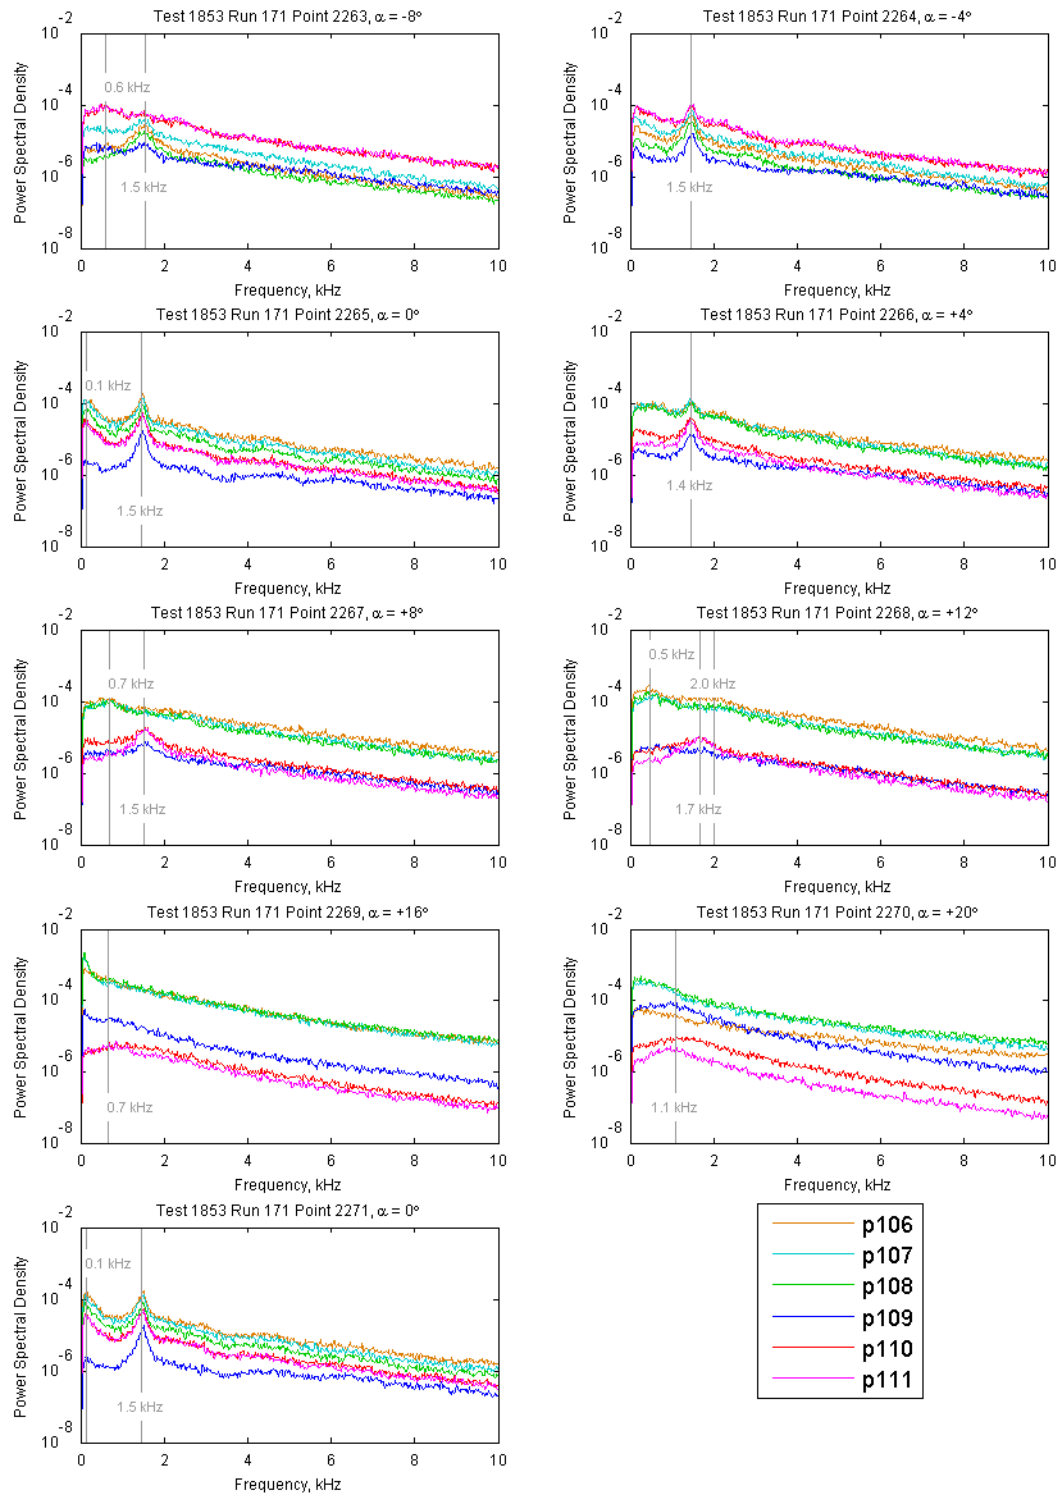 Test 1853 Run 171 Point 2263, α = -8°
10 -2
10 -4
10 -6
10 -8
Power Spectral Density
0.6 kHz
1.5 kHz
0 2 4 6 8 10
Frequency, kHz
Test 1853 Run 171 Point 2264, α = -4°
10 -2
10 -4
10 -6
10 -8
Power Spectral Density
1.5 kHz
0 2 4 6 8 10
Frequency, kHz
Test 1853 Run 171 Point 2265, α = 0°
10 -2
10 -4
10 -6
10 -8
Power Spectral Density
0.1 kHz
1.5 kHz
0 2 4 6 8 10
Frequency, kHz
Test 1853 Run 171 Point 2266, α = +4°
10 -2
10 -4
10 -6
10 -8
Power Spectral Density
1.4 kHz
0 2 4 6 8 10
Frequency, kHz
Test 1853 Run 171 Point 2267, α = +8°
10 -2
10 -4
10 -6
10 -8
Power Spectral Density
0.7 kHz
1.5 kHz
0 2 4 6 8 10
Frequency, kHz
Test 1853 Run 171 Point 2268, α = +12°
10 -2
10 -4
10 -6
10 -8
Power Spectral Density
0.5 kHz
2.0 kHz
1.7 kHz
0 2 4 6 8 10
Frequency, kHz
Test 1853 Run 171 Point 2269, α = +16°
10 -2
10 -4
10 -6
10 -8
Power Spectral Density
0.7 kHz
0 2 4 6 8 10
Frequency, kHz
Test 1853 Run 171 Point 2270, α = +20°
10 -2
10 -4
10 -6
10 -8
Power Spectral Density
1.1 kHz
0 2 4 6 8 10
Frequency, kHz
Test 1853 Run 171 Point 2271, α = 0°
10 -2
10 -4
10 -6
10 -8
Power Spectral Density
0.1 kHz
1.5 kHz
0 2 4 6 8 10
Frequency, kHz
p106
p107
p108
p109
p110
p111